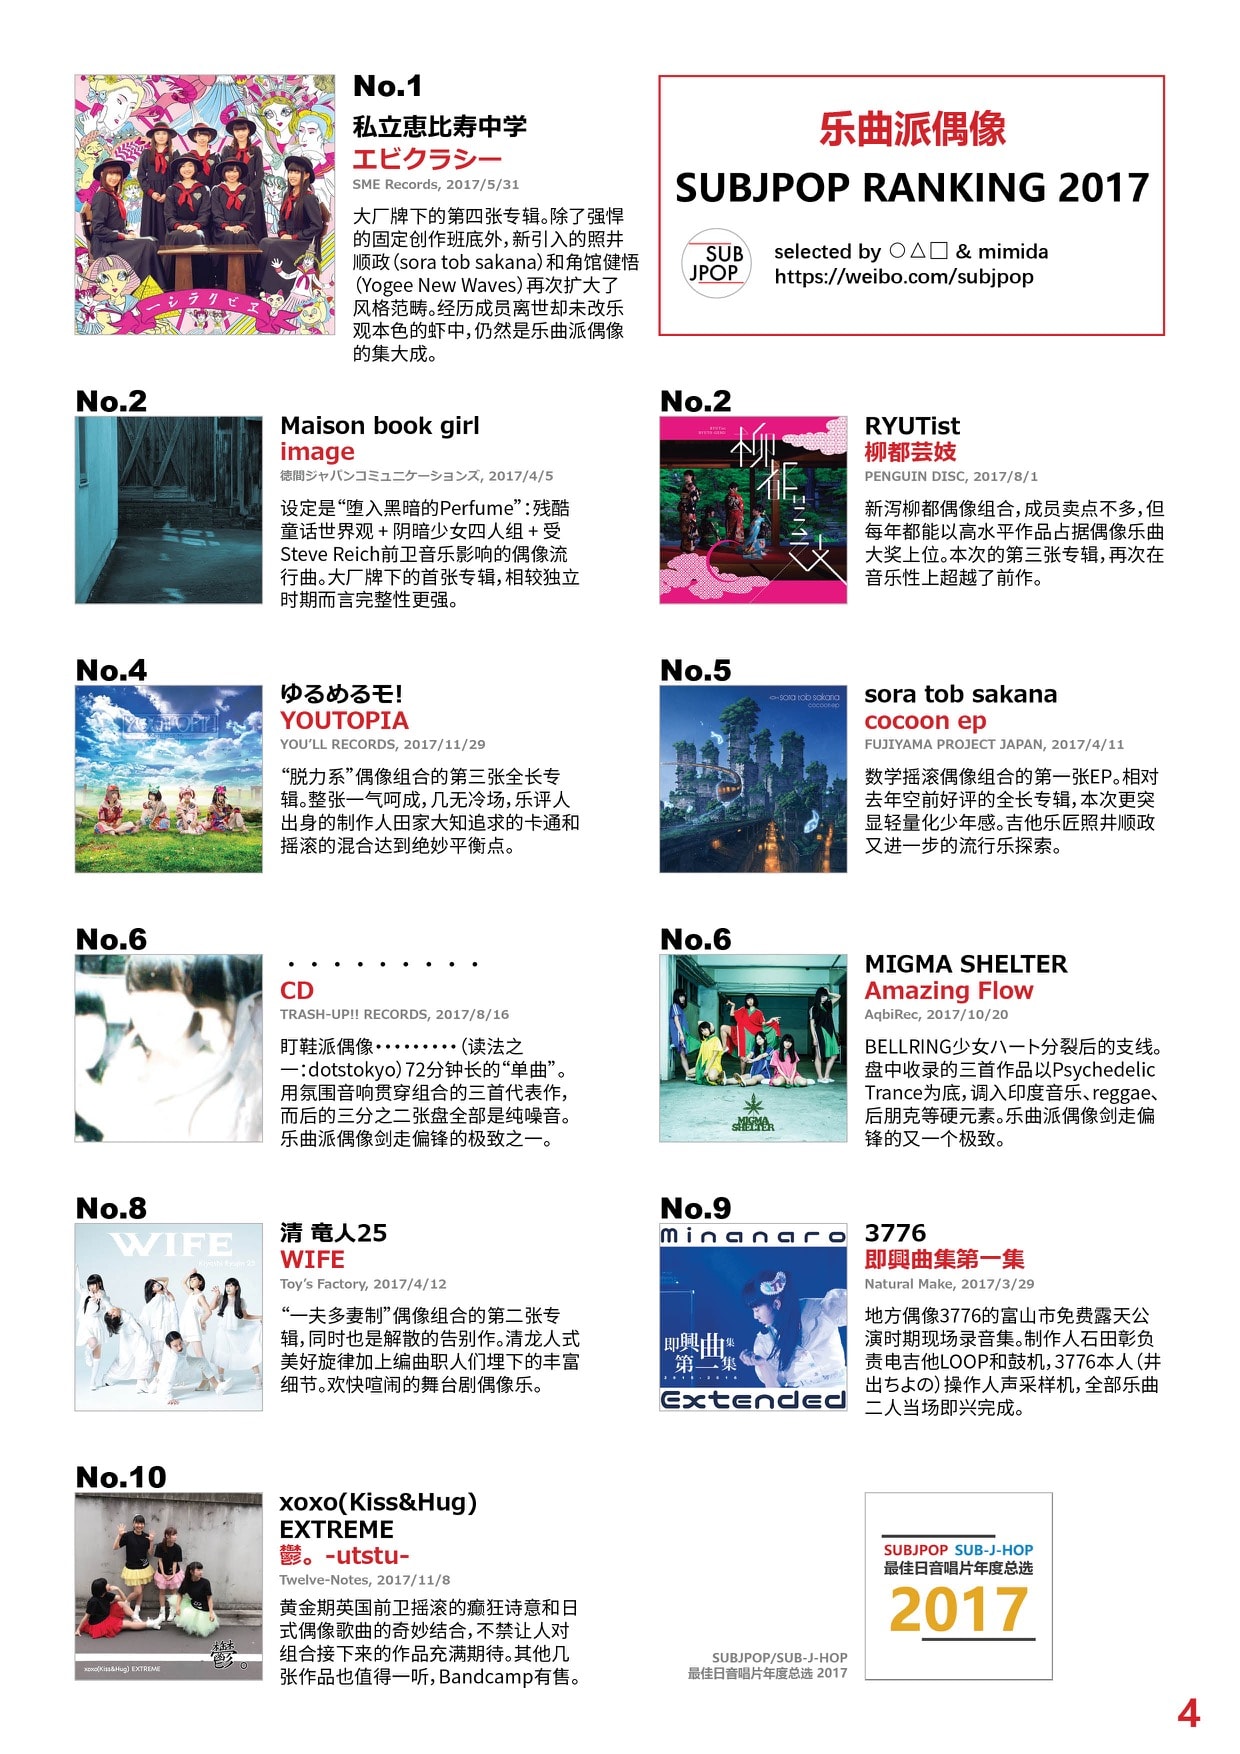 No.1
私立恵比寿中学
エビクラシー
SME Records, 2017/5/31
大厂牌下的第四张专辑。除了强悍
的固定创作班底外，新引入的照井
顺政（sora tob sakana）和角馆健悟
（Yogee New Waves）再次扩大了
风格范畴。经历成员离世却未改乐
观本色的虾中，仍然是乐曲派偶像
的集大成。
エビクラシー
乐曲派偶像
SUBJPOP RANKING 2017
SUB
JPOP
selected by ○△□ & mimida
https://weibo.com/subjpop
No.2
Maison book girl
image
徳間ジャパンコミュニケーションズ, 2017/4/5
设定是“堕入黑暗的Perfume”：残酷
童话世界观 + 阴暗少女四人组 + 受
Steve Reich前卫音乐影响的偶像流
行曲。大厂牌下的首张专辑，相较独立
时期而言完整性更强。
No.2
柳都芸妓
RYUTist
柳都芸妓
PENGUIN DISC, 2017/8/1
新泻柳都偶像组合，成员卖点不多，但
每年都能以高水平作品占据偶像乐曲
大奖上位。本次的第三张专辑，再次在
音乐性上超越了前作。
No.4
YOUTOPIA
ゆるめるモ！
YOUTOPIA
YOU'LL RECORDS, 2017/11/29
“脱力系”偶像组合的第三张全长专
辑。整张一气呵成，几无冷场，乐评人
出身的制作人田家大知追求的卡通和
摇滚的混合达到绝妙平衡点。
No.5
sora tob sakana
cocoon ep
sora tob sakana
cocoon ep
FUJIYAMA PROJECT JAPAN, 2017/4/11
数学摇滚偶像组合的第一张EP。相对
去年空前好评的全长专辑，本次更突
显轻量化少年感。吉他乐匠照井顺政
又进一步的流行乐探索。
No.6
・・・・・・・・・
CD
TRASH-UP!! RECORDS, 2017/8/16
盯鞋派偶像・・・・・・・・・（读法之
一：dotstokyo）72分钟长的“单曲”。
用氛围音响贯穿组合的三首代表作，
而后的三分之二张盘全部是纯噪音。
乐曲派偶像剑走偏锋的极致之一。
No.6
MIGMA
SHELTER
MIGMA SHELTER
Amazing Flow
AqbiRec, 2017/10/20
BELLRING少女ハート分裂后的支线。
盘中收录的三首作品以Psychedelic
Trance为底，调入印度音乐、reggae、
后朋克等硬元素。乐曲派偶像剑走偏
锋的又一个极致。
No.8
WIFE
清 竜人25
WIFE
Toy's Factory, 2017/4/12
“一夫多妻制”偶像组合的第二张专
辑，同时也是解散的告别作。清龙人式
美好旋律加上编曲职人们埋下的丰富
细节。欢快喧闹的舞台剧偶像乐。
No.9
Minanaro
即興曲集
第一集
2015-2016
Extended
3776
即興曲集第一集
Natural Make, 2017/3/29
地方偶像3776的富山市免费露天公
演时期现场录音集。制作人石田彰负
责电吉他LOOP和鼓机，3776本人（井
出ちよの）操作人声采样机，全部乐曲
二人当场即兴完成。
No.10
鬱。
xoxo(Kiss&Hug) EXTREME
xoxo(Kiss&Hug)
EXTREME
鬱。-utstu-
Twelve-Notes, 2017/11/8
黄金期英国前卫摇滚的癫狂诗意和日
式偶像歌曲的奇妙结合，不禁让人对
组合接下来的作品充满期待。其他几
张作品也值得一听，Bandcamp有售。
SUBJPOP/SUB-J-HOP
最佳日音唱片年度总选 2017
SUBJPOP SUB-J-HOP
最佳日音唱片年度总选
2017
4